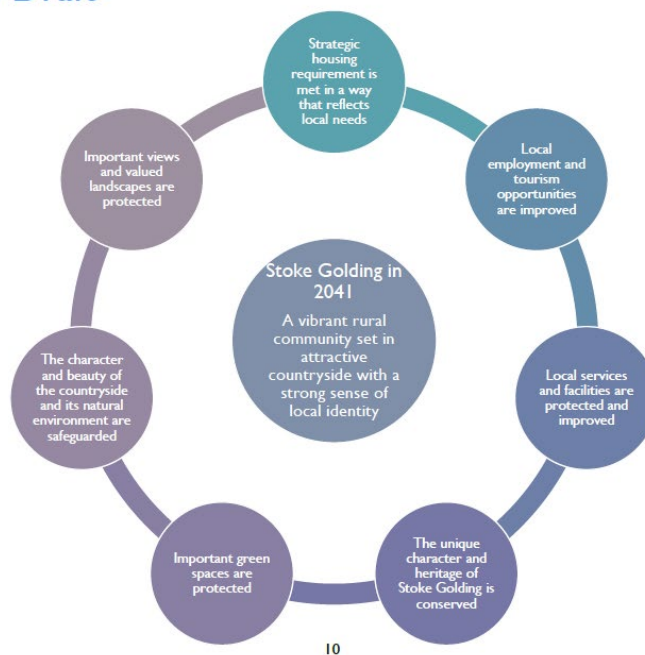 Strategic
housing
requirement is
met in a way
that reflects
local needs
Local
employment and
tourism
opportunities
are improved
Local services
and facilities are
protected and
improved
The unique
character and
heritage of
Stoke Golding is
conserved
Important green
spaces are
protected
The character
and beauty of
the countryside
and its natural
environment are
safeguarded
Important views
and valued
landscapes are
protected
Stoke Golding in
2041
A vibrant rural
community set in
attractive
countryside with a
strong sense of
local identity
10